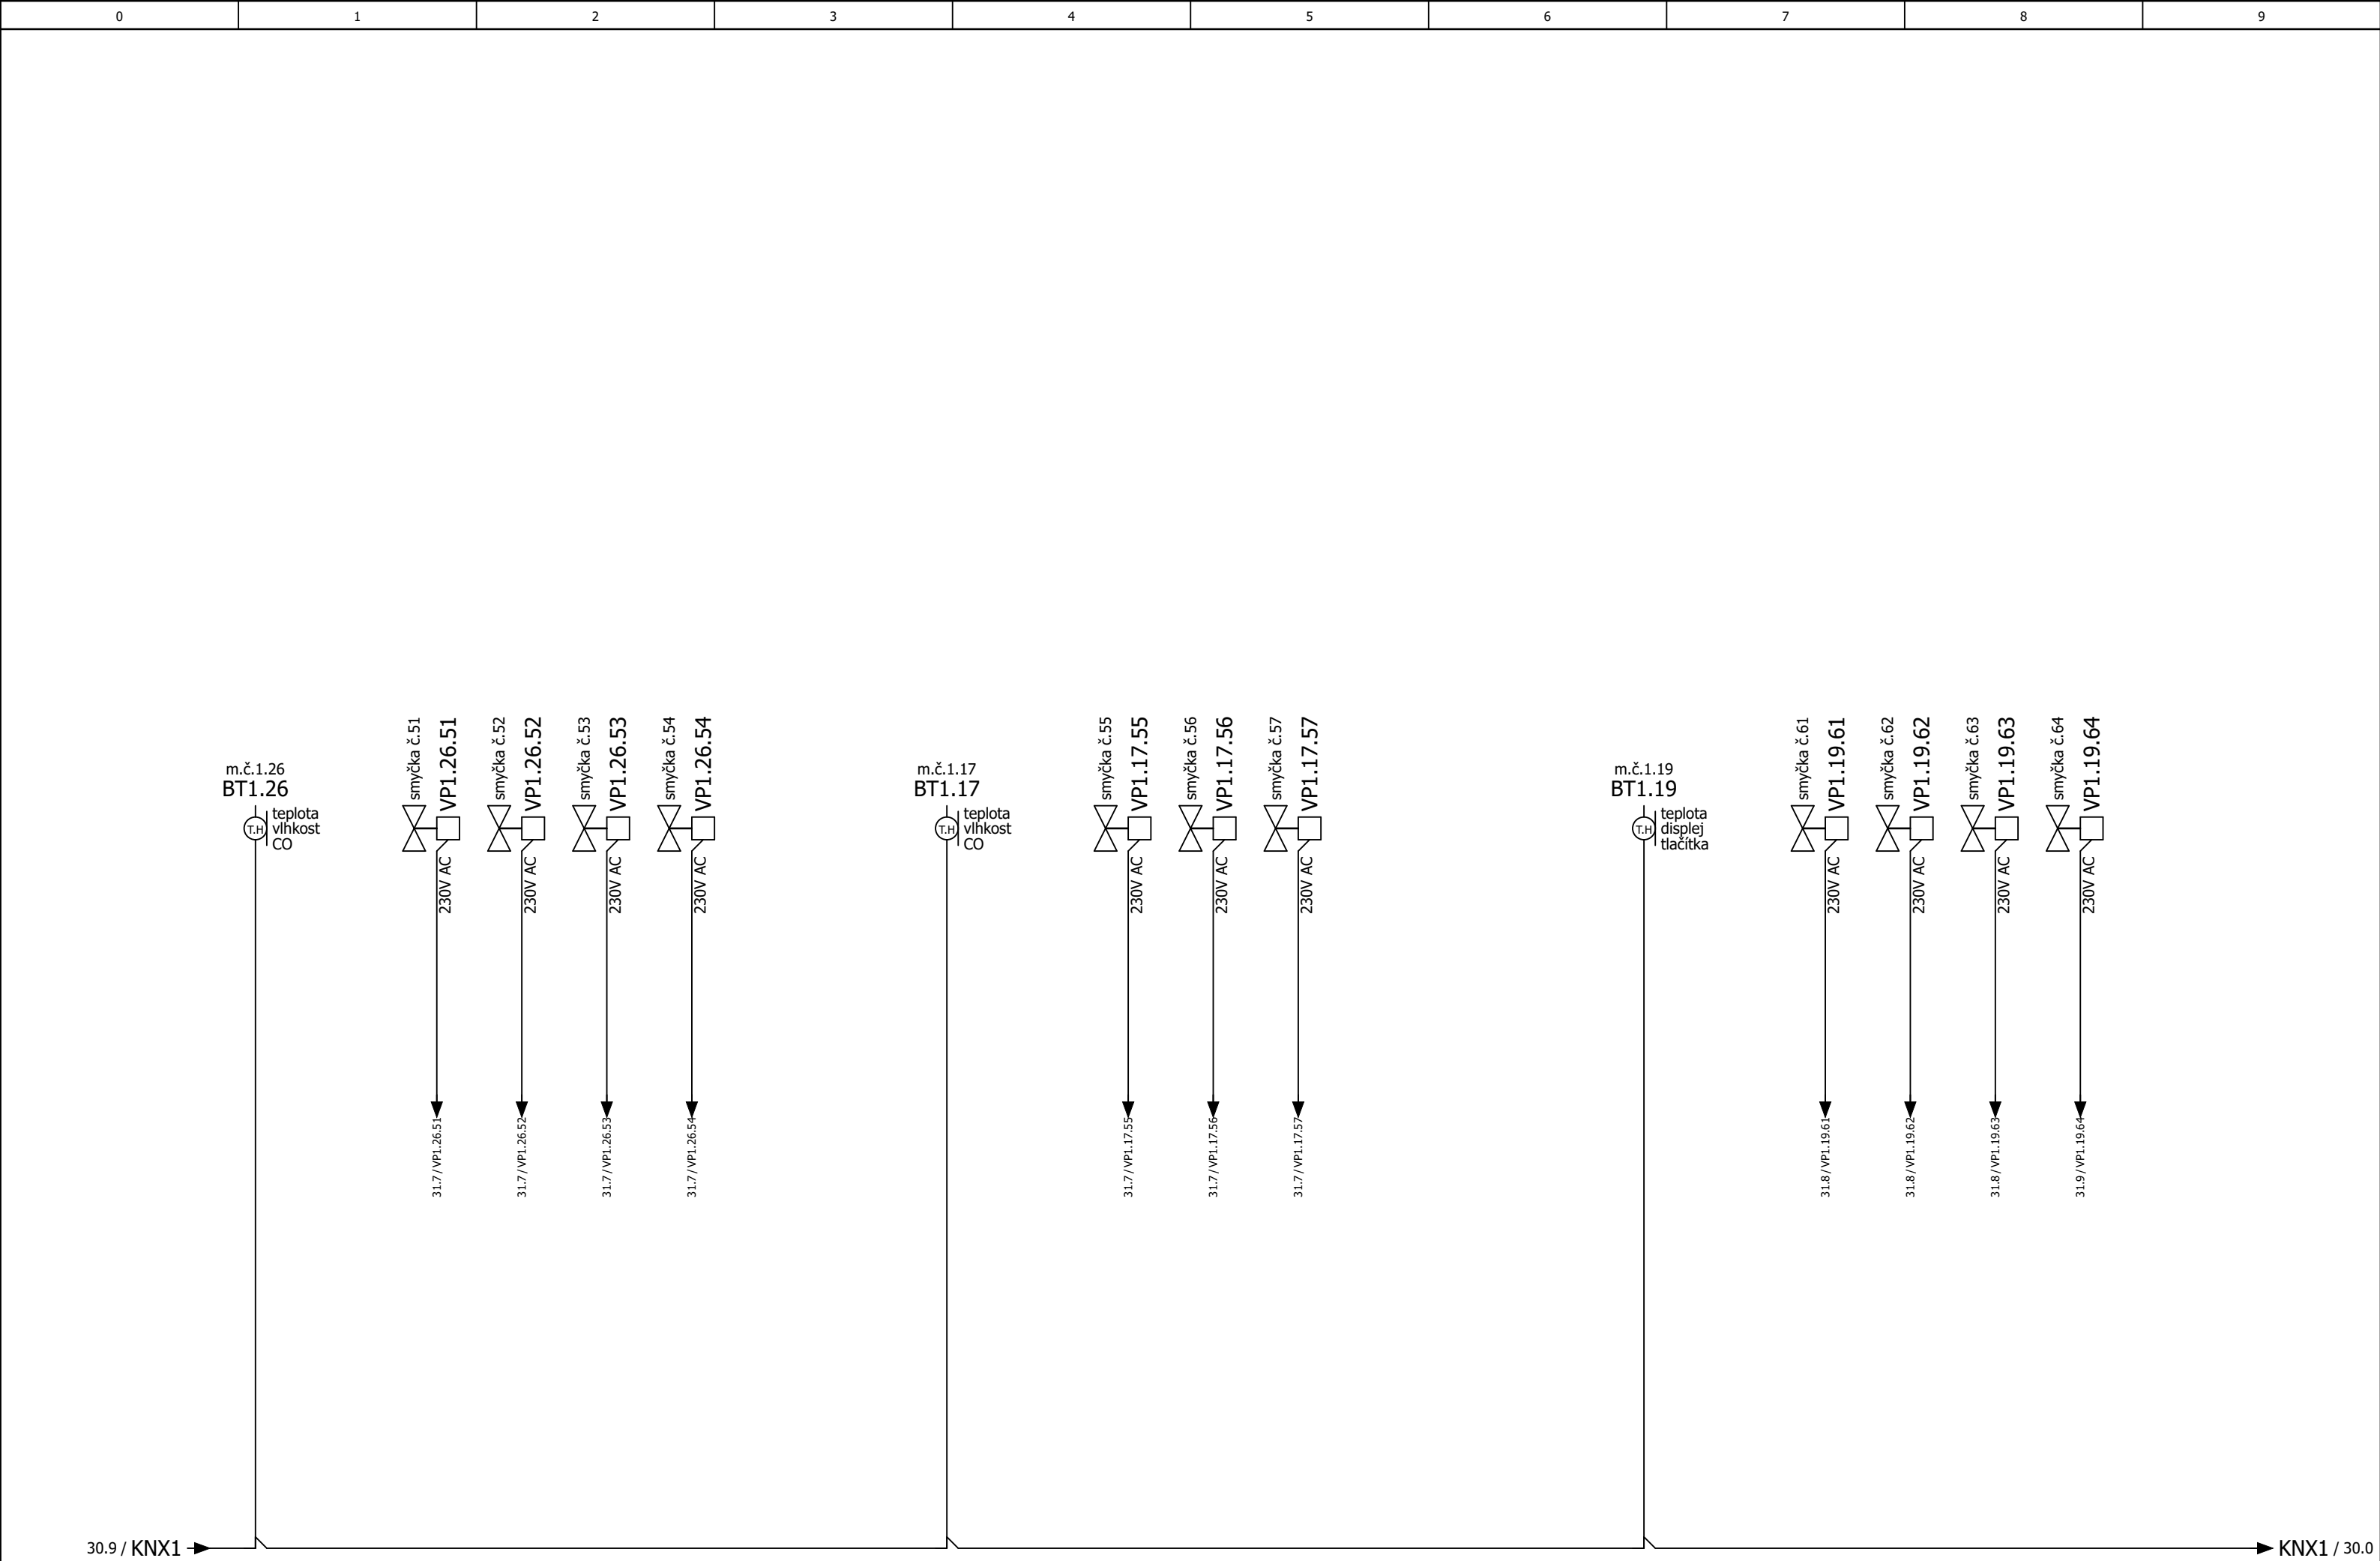 0 1 2 3 4 5 6 7 8 9
m.č.1.26
BT1.26
T.H
teplota
vlhkost
CO
smyčka č.51
VP1.26.51
230V AC
31.7 / VP1.26.51
smyčka č.52
VP1.26.52
230V AC
31.7 / VP1.26.52
smyčka č.53
VP1.26.53
230V AC
31.7 / VP1.26.53
smyčka č.54
VP1.26.54
230V AC
31.7 / VP1.26.54
m.č.1.17
BT1.17
T.H
teplota
vlhkost
CO
smyčka č.55
VP1.17.55
230V AC
31.7 / VP1.17.55
smyčka č.56
VP1.17.56
230V AC
31.7 / VP1.17.56
smyčka č.57
VP1.17.57
230V AC
31.7 / VP1.17.57
m.č.1.19
BT1.19
T.H
teplota
displej
tlačítka
smyčka č.61
VP1.19.61
230V AC
31.8 / VP1.19.61
smyčka č.62
VP1.19.62
230V AC
31.8 / VP1.19.62
smyčka č.63
VP1.19.63
230V AC
31.8 / VP1.19.63
smyčka č.64
VP1.19.64
230V AC
31.9 / VP1.19.64
30.9 / KNX1
KNX1 / 30.0